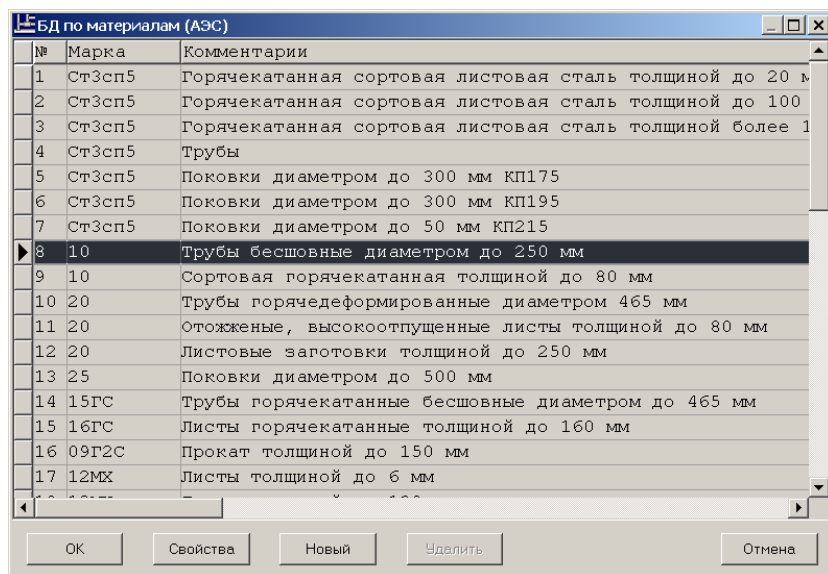 БД по материалам (АЭС)
№ Марка Комментарии
1 Ст3сп5 Горячекатанная сортовая листовая сталь толщиной до 20
2 Ст3сп5 Горячекатанная сортовая листовая сталь толщиной до 100
3 Ст3сп5 Горячекатанная сортовая листовая сталь толщиной более
4 Ст3сп5 Трубы
5 Ст3сп5 Поковки диаметром до 300 мм КП175
6 Ст3сп5 Поковки диаметром до 300 мм КП195
7 Ст3сп5 Поковки диаметром до 50 мм КП215
8 10 Трубы бесшовные диаметром до 250 мм
9 10 Сортовая горячекатанная толщиной до 80 мм
10 20 Трубы горячедеформированные диаметром 465 мм
11 20 Отожженые, высокоотпущенные листы толщиной до 80 мм
12 20 Листовые заготовки толщиной до 250 мм
13 25 Поковки диаметром до 500 мм
14 15ГС Трубы горячекатанные бесшовные диаметром до 465 мм
15 16ГС Листы горячекатанные толщиной до 160 мм
16 09Г2С Прокат толщиной до 150 мм
17 12МХ Листы толщиной до 6 мм
OK Свойства Новый Удалить Отмена